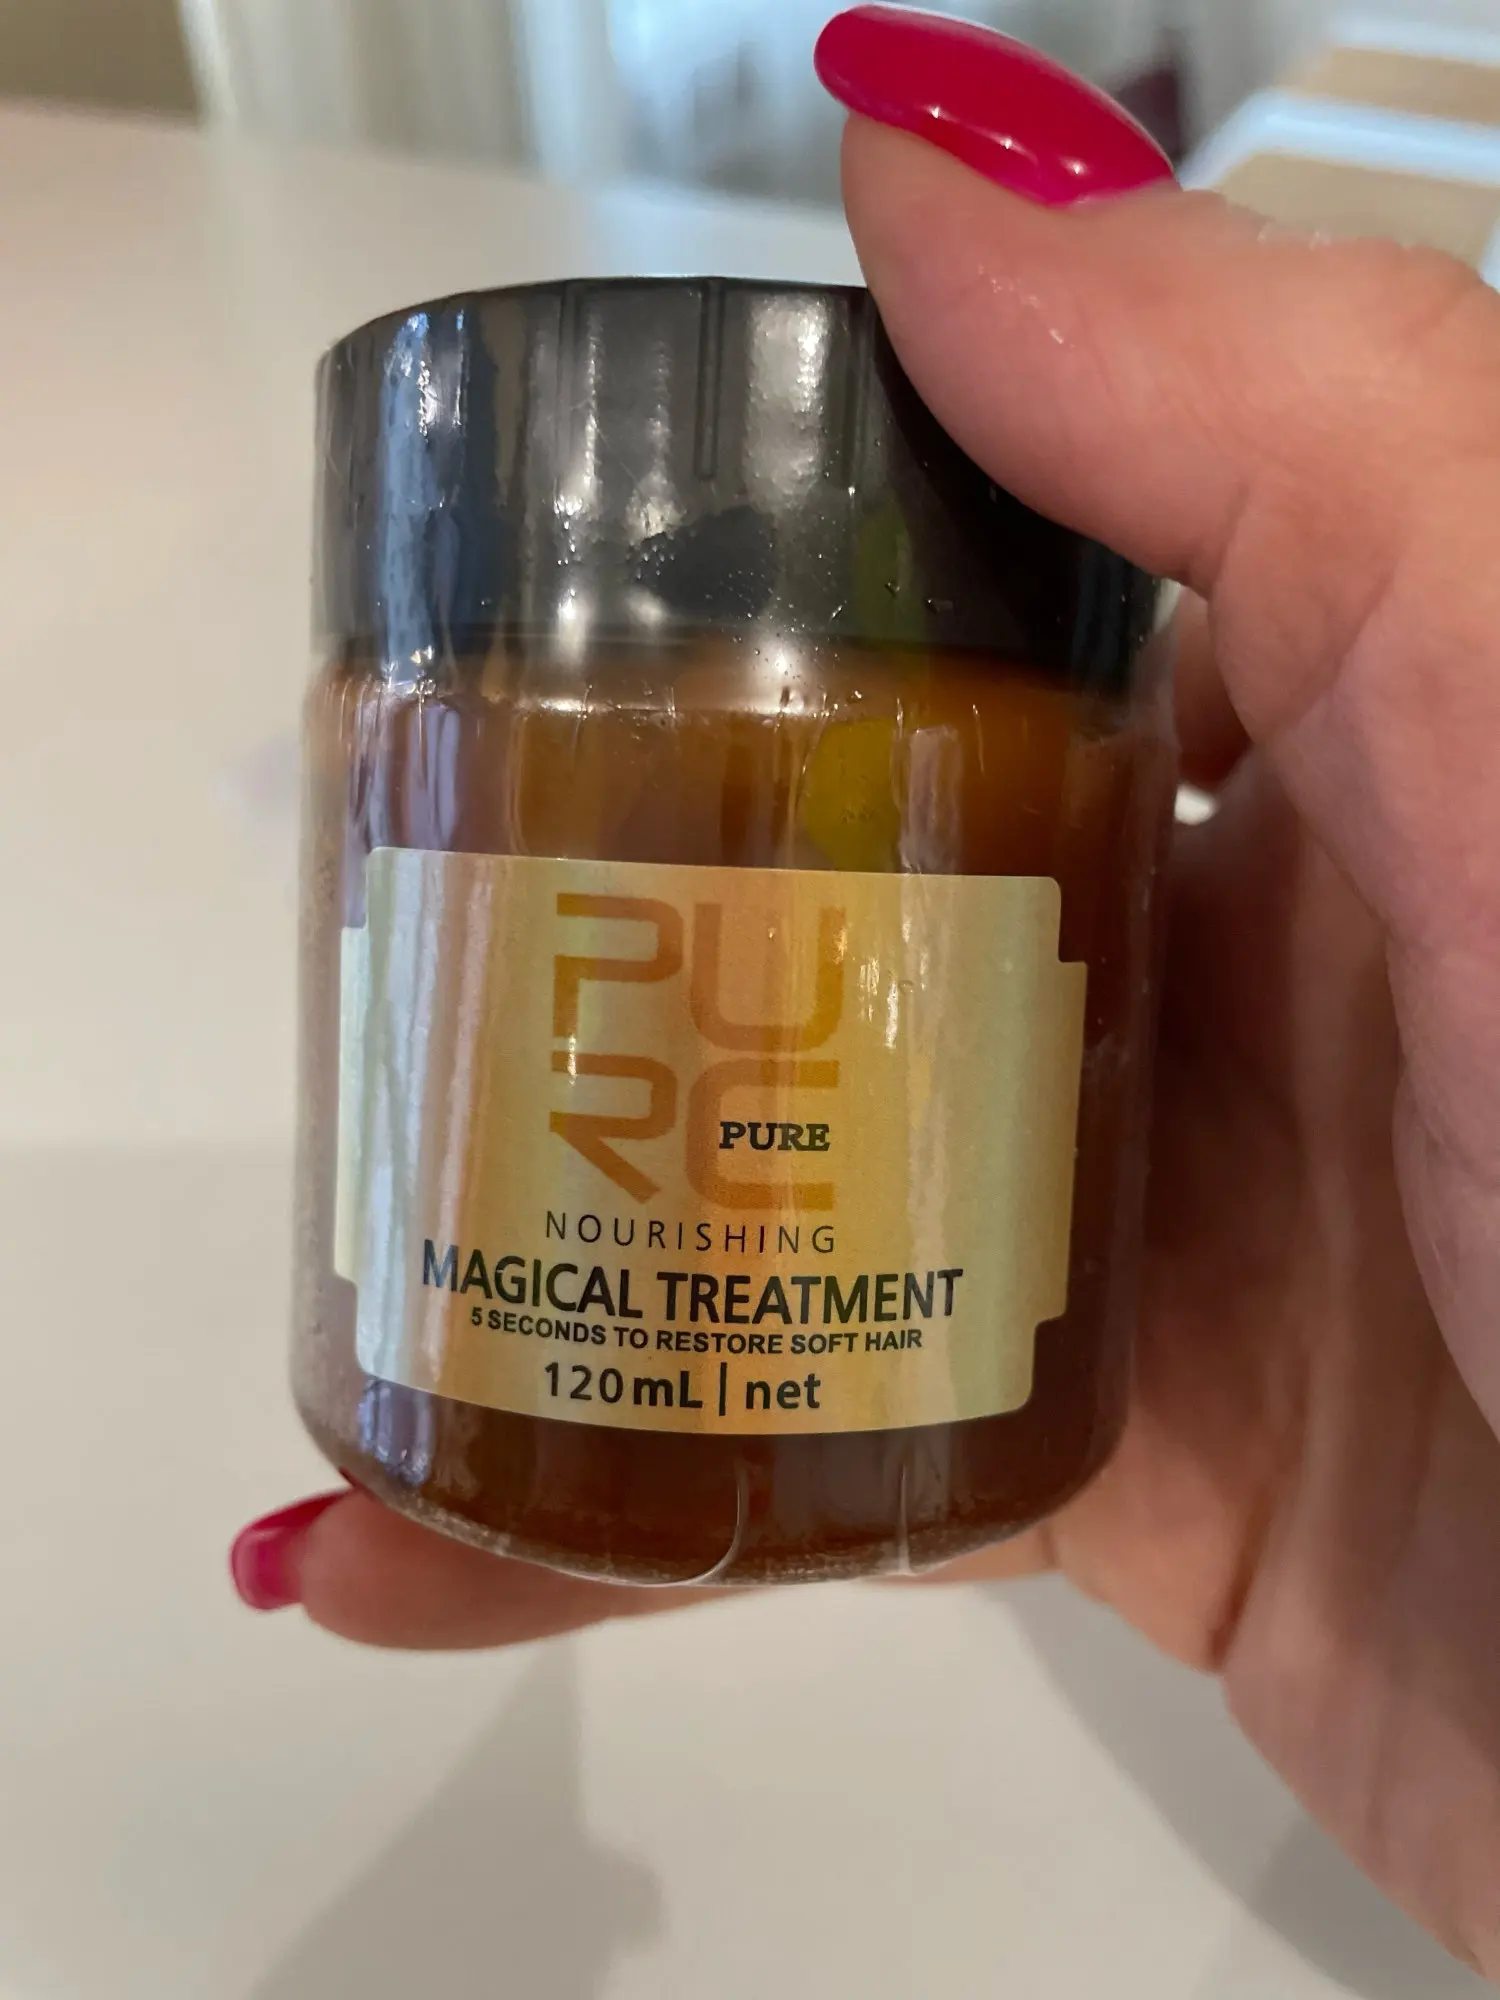 PURC
PURE
NOURISHING
MAGICAL TREATMENT
5 SECONDS TO RESTORE SOFT HAIR
120mL | net